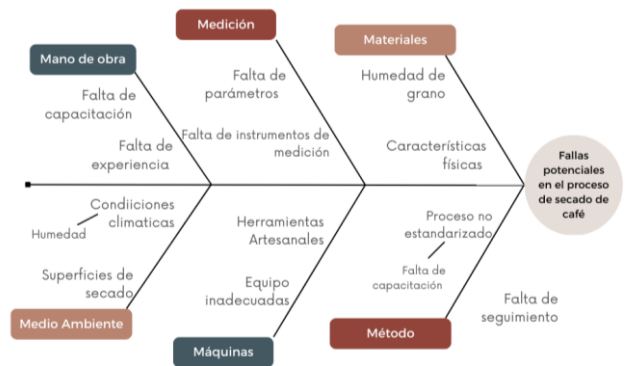 Medición
Materiales
Mano de obra
Falta de
parámetros
Humedad de
grano
Falta de
capacitación
Falta de instrumentos de
medición
Características
físicas
Falta de
experiencia
Fallas
potenciales
en el proceso
de secado de
café
Condiiciones
climaticas
Humedad
Herramientas
Artesanales
Proceso no
estandarizado
Falta de
capacitación
Superficies de
secado
Equipo
inadecuadas
Falta de
seguimiento
Medio Ambiente
Máquinas
Método